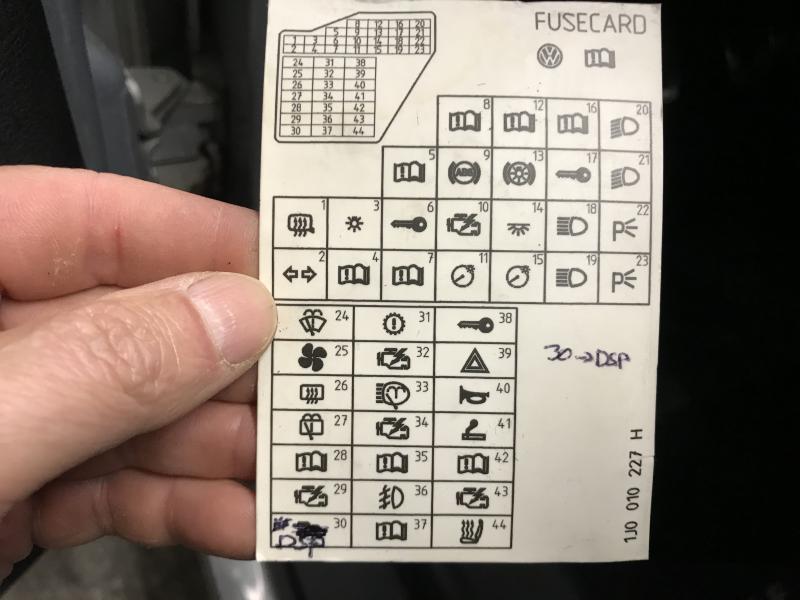 FUSECARD
8 12 16 20
5 9 13 17 21
1 3 6 10 14 18 22
2 4 7 11 15 19 23
24 31 38
25 32 39
26 33 40
27 34 41
28 35 42
29 36 43
30 37 44
8 12 16 20
5 ABS 9 13 17 21
1 3 6 10 14 18 P 22
2 4 7 11 15 19 P 23
24 31 38
25 32 39
26 33 40
27 34 41
28 35 42
29 36 43
30 37 44
DSP
30 → DSP
1J0 010 227 H